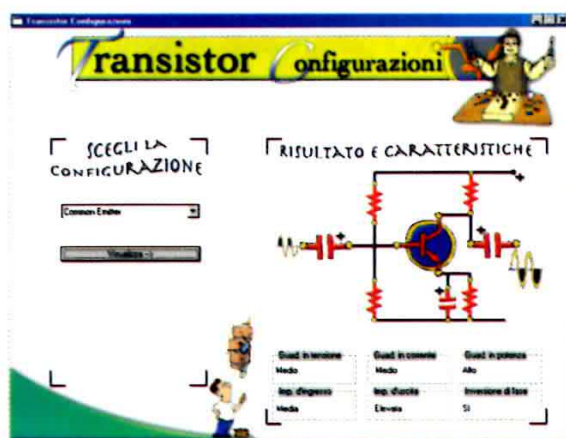 Transistor Configurazioni
Transistor Configurazioni
SCEGLI LA
CONFIGURAZIONE
Common Emitter
Visualizza ->
RISULTATO E CARATTERISTICHE
+
+
+
+
Guad. in tensione
Medio
Guad. in corrente
Medio
Guad. in potenza
Alto
Imp. d'ingresso
Media
Imp. d'uscita
Elevata
Inversione di fase
SI